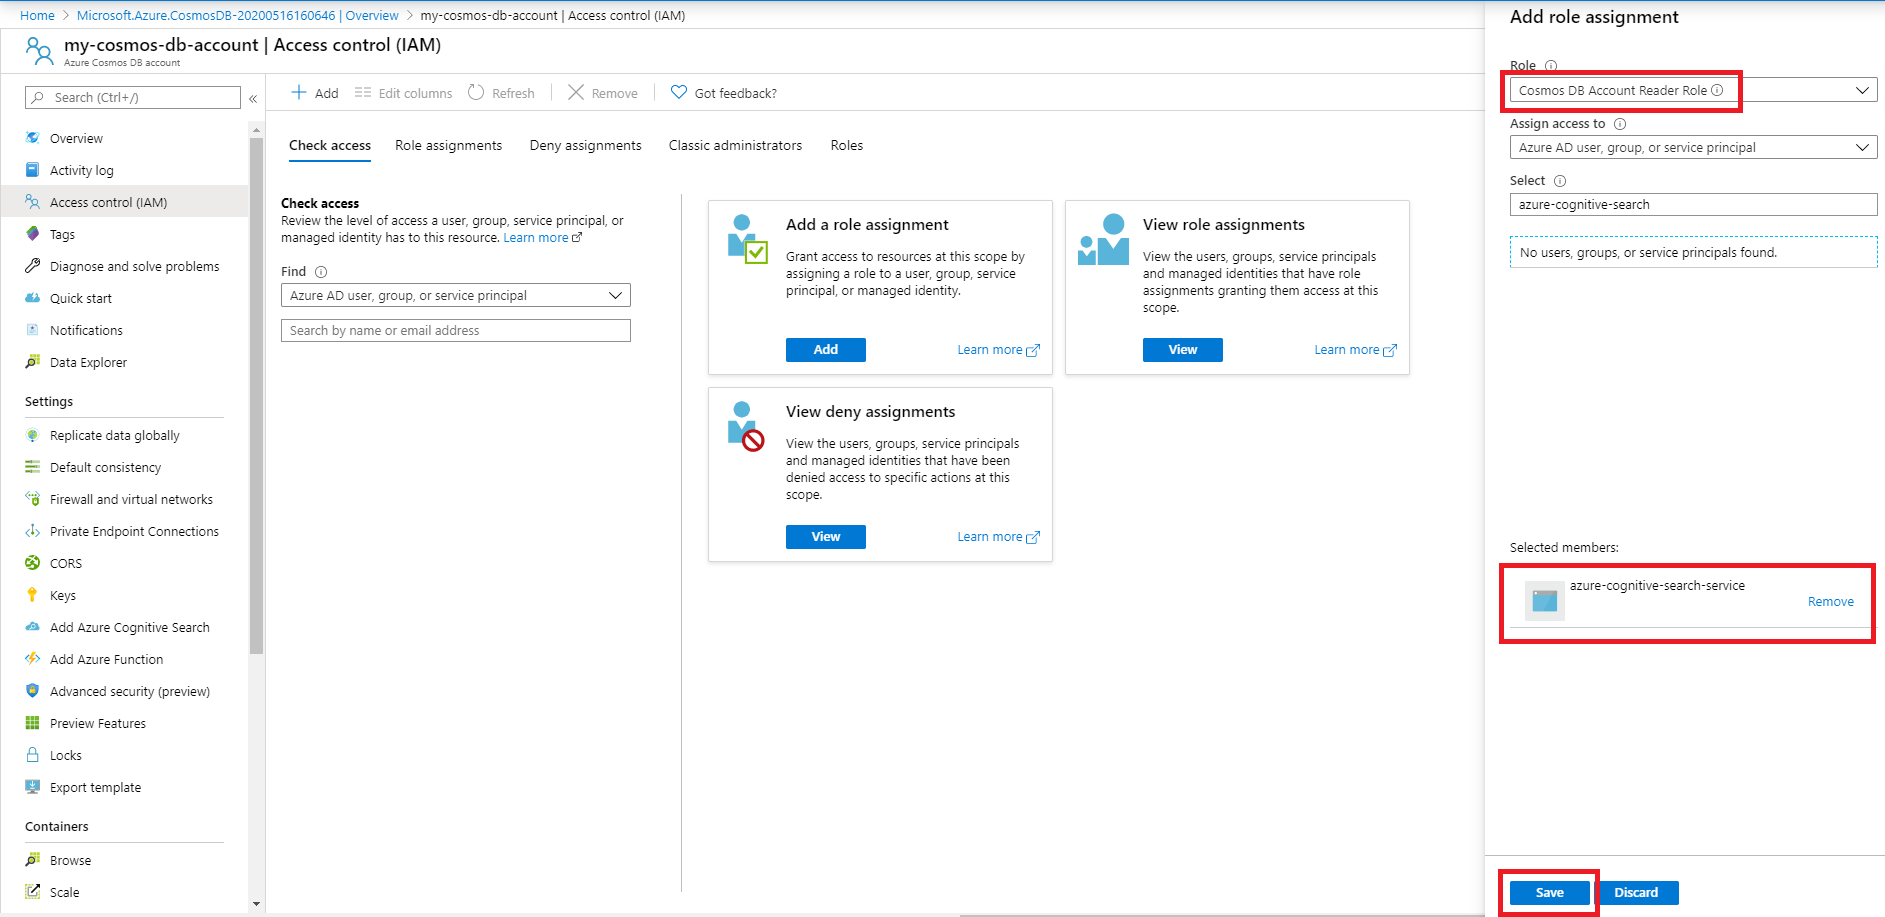 Home > Microsoft.Azure.CosmosDB-20200516160646 | Overview > my-cosmos-db-account | Access control (IAM)
my-cosmos-db-account | Access control (IAM)
Azure Cosmos DB account
Search (Ctrl+/)
«
Overview
Activity log
Access control (IAM)
Tags
Diagnose and solve problems
Quick start
Notifications
Data Explorer
Settings
Replicate data globally
Default consistency
Firewall and virtual networks
Private Endpoint Connections
CORS
Keys
Add Azure Cognitive Search
Add Azure Function
Advanced security (preview)
Preview Features
Locks
Export template
Containers
Browse
Scale
Add Edit columns Refresh Remove Got feedback?
Check access Role assignments Deny assignments Classic administrators Roles
Check access
Review the level of access a user, group, service principal, or
managed identity has to this resource. Learn more
Find
Azure AD user, group, or service principal
Search by name or email address
Add a role assignment
Grant access to resources at this scope by
assigning a role to a user, group, service
principal, or managed identity.
Add Learn more
View role assignments
View the users, groups, service principals
and managed identities that have role
assignments granting them access at this
scope.
View Learn more
View deny assignments
View the users, groups, service principals
and managed identities that have been
denied access to specific actions at this
scope.
View Learn more
Add role assignment
Role
Cosmos DB Account Reader Role
Assign access to
Azure AD user, group, or service principal
Select
azure-cognitive-search
No users, groups, or service principals found.
Selected members:
azure-cognitive-search-service
Remove
Save Discard